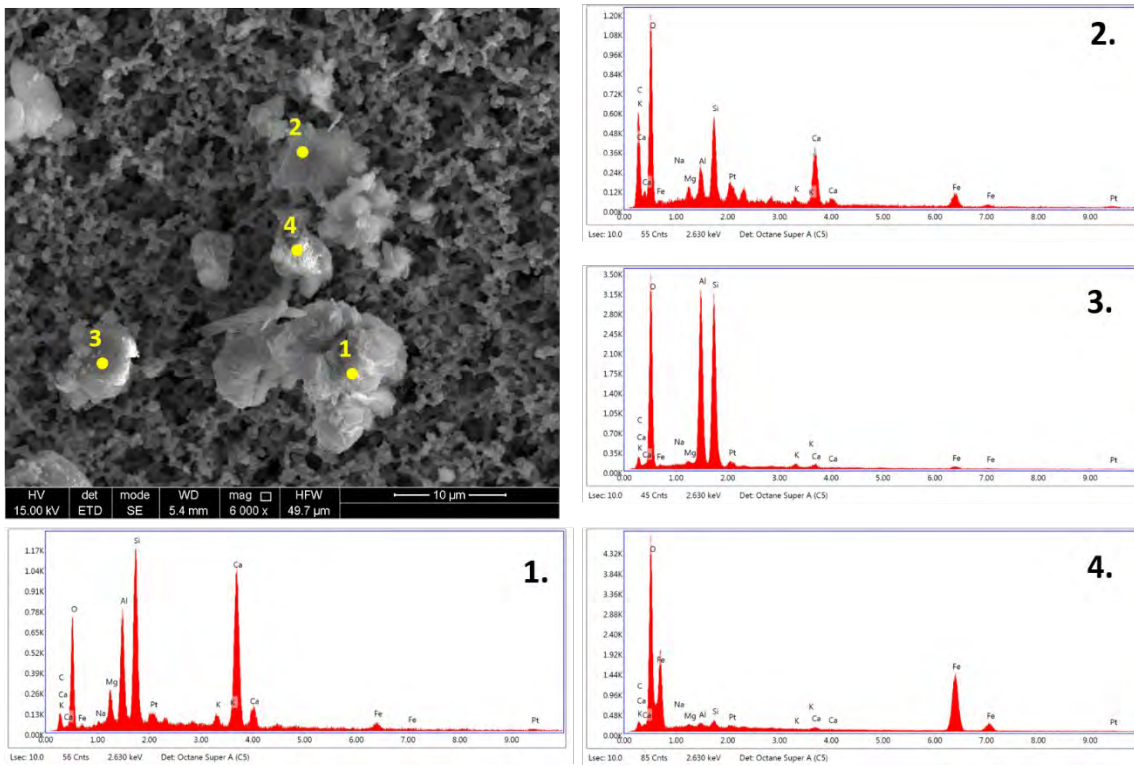 2
4
3
1
HV det mode WD mag □ HFW
15.00 kV ETD SE 5.4 mm 6 000 x 49.7 µm
10 µm
2.
1.20K
1.08K
0.96K
0.84K
0.72K
0.60K
0.48K
0.36K
0.24K
0.12K
0.00K
O
C
K
Ca
Ca
Fe
Na
Mg
Al
Si
Pt
K
K
Ca
Ca
Fe
Fe
Pt
0.00 1.00 2.00 3.00 4.00 5.00 6.00 7.00 8.00 9.00
Lsec: 10.0 55 Cnts 2.630 keV Det: Octane Super A (C5)
3.
3.50K
3.15K
2.80K
2.45K
2.10K
1.75K
1.40K
1.05K
0.70K
0.35K
0.00K
O
C
Ca
K
Ca
Fe
Na
Mg
Al
Si
Pt
K
K
Ca
Ca
Fe
Fe
Pt
0.00 1.00 2.00 3.00 4.00 5.00 6.00 7.00 8.00 9.00
Lsec: 10.0 45 Cnts 2.630 keV Det: Octane Super A (C5)
1.
1.17K
1.04K
0.91K
0.78K
0.65K
0.52K
0.39K
0.26K
0.13K
0.00K
C
Ca
K
Ca
O
Fe
Na
Mg
Al
Si
Pt
K
K
Ca
Ca
Fe
Fe
Pt
0.00 1.00 2.00 3.00 4.00 5.00 6.00 7.00 8.00 9.00
Lsec: 10.0 56 Cnts 2.630 keV Det: Octane Super A (C5)
4.
4.32K
3.84K
3.36K
2.88K
2.40K
1.92K
1.44K
0.96K
0.48K
0.00K
O
C
Ca
K
Ca
Fe
Na
Mg
Al
Si
Pt
K
K
Ca
Ca
Fe
Fe
Pt
0.00 1.00 2.00 3.00 4.00 5.00 6.00 7.00 8.00 9.00
Lsec: 10.0 85 Cnts 2.630 keV Det: Octane Super A (C5)